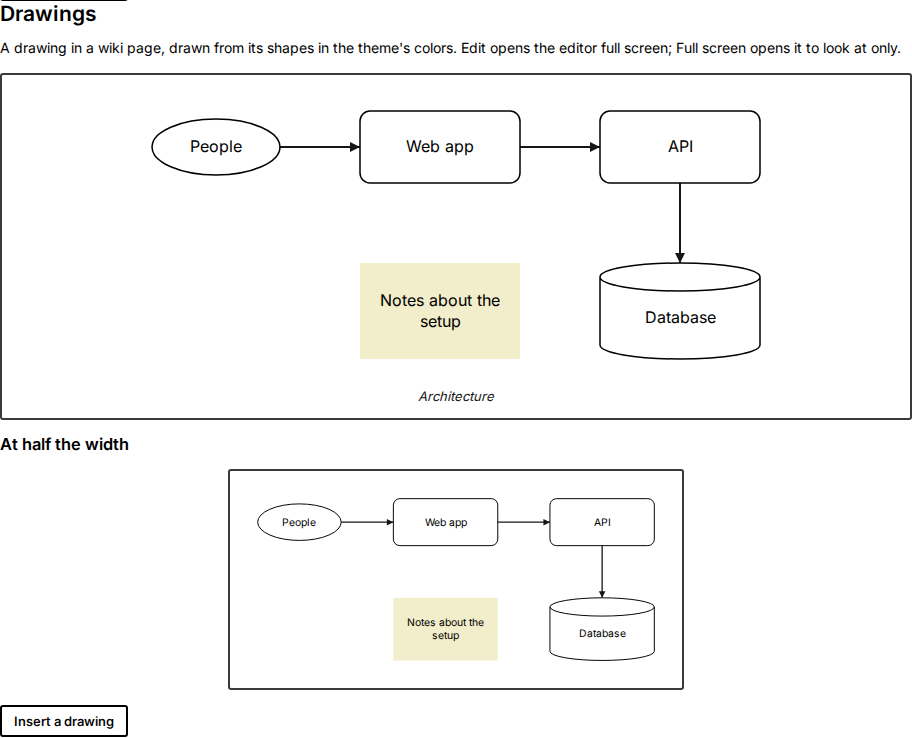 Drawings
A drawing in a wiki page, drawn from its shapes in the theme's colors. Edit opens the editor full screen; Full screen opens it to look at only.
People
Web app
API
Notes about the
setup
Database
Architecture
At half the width
People
Web app
API
Notes about the
setup
Database
Insert a drawing